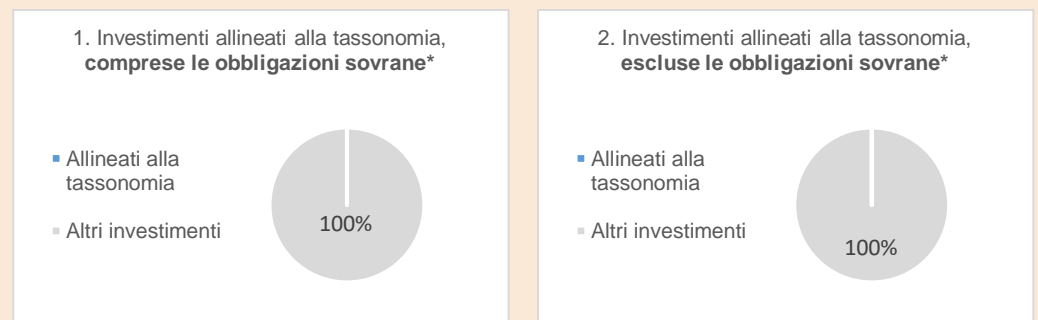 1. Investimenti allineati alla tassonomia,
comprese le obbligazioni sovrane*
Allineati alla
tassonomia
Altri investimenti
100%
2. Investimenti allineati alla tassonomia,
escluse le obbligazioni sovrane*
Allineati alla
tassonomia
Altri investimenti
100%